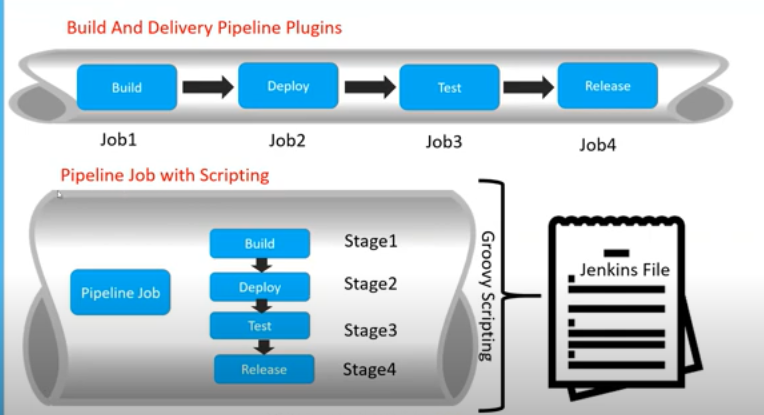 Build And Delivery Pipeline Plugins
Build
Deploy
Test
Release
Job1
Job2
Job3
Job4
Pipeline Job with Scripting
Pipeline Job
Build
Stage1
Deploy
Stage2
Test
Stage3
Release
Stage4
Groovy Scripting
Jenkins File